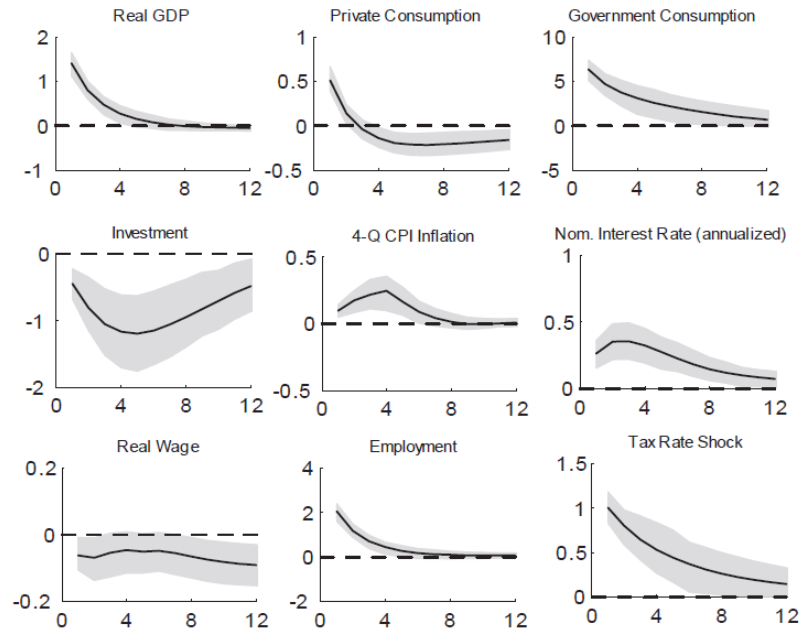 Real GDP
2
1
0
-1
0 4 8 12
Private Consumption
1
0.5
0
-0.5
0 4 8 12
Government Consumption
10
5
0
-5
0 4 8 12
Investment
0
-1
-2
0 4 8 12
4-Q CPI Inflation
0.5
0
-0.5
0 4 8 12
Nom. Interest Rate (annualized)
1
0.5
0
0 4 8 12
Real Wage
0.2
0
-0.2
0 4 8 12
Employment
4
2
0
-2
0 4 8 12
Tax Rate Shock
1.5
1
0.5
0
0 4 8 12